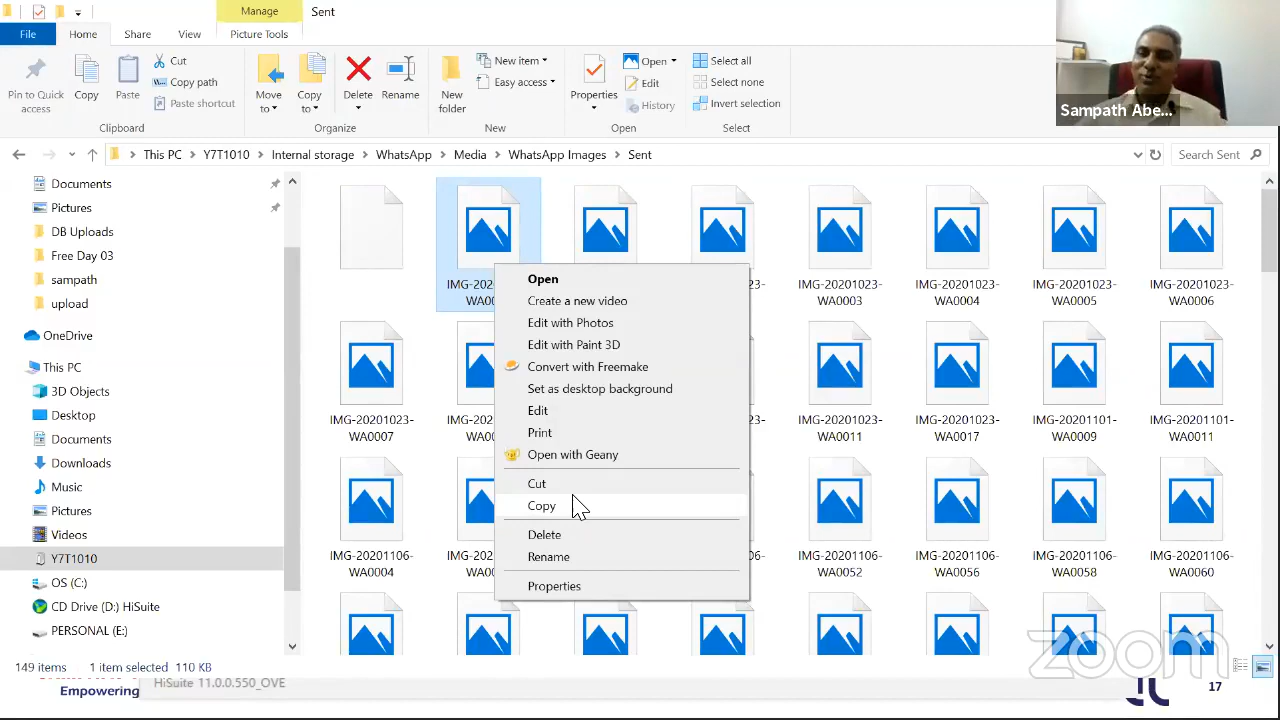 Manage
Sent
File
Home
Share
View
Picture Tools
Pin to Quick access
Copy
Paste
Cut
Copy path
Paste shortcut
Clipboard
Move to
Copy to
Delete
Rename
Organize
New folder
New item
Easy access
New
Properties
Open
Edit
History
Open
Select all
Select none
Invert selection
Select
Sampath Abe...
This PC
Y7T1010
Internal storage
WhatsApp
Media
WhatsApp Images
Sent
Search Sent
Documents
Pictures
DB Uploads
Free Day 03
sampath
upload
OneDrive
This PC
3D Objects
Desktop
Documents
Downloads
Music
Pictures
Videos
Y7T1010
OS (C:)
CD Drive (D:) HiSuite
PERSONAL (E:)
IMG-20201023-
WA0003
IMG-20201023-
WA0004
IMG-20201023-
WA0005
IMG-20201023-
WA0006
IMG-20201023-
WA0007
IMG-20201023-
WA0011
IMG-20201023-
WA0017
IMG-20201101-
WA0009
IMG-20201101-
WA0011
IMG-20201106-
WA0004
IMG-20201106-
WA0052
IMG-20201106-
WA0056
IMG-20201106-
WA0058
IMG-20201106-
WA0060
Open
Create a new video
Edit with Photos
Edit with Paint 3D
Convert with Freemake
Set as desktop background
Edit
Print
Open with Geany
Cut
Copy
Delete
Rename
Properties
149 items
1 item selected 110 KB
HiSuite 11.0.0.550_OVE
Empowering
zoom
17